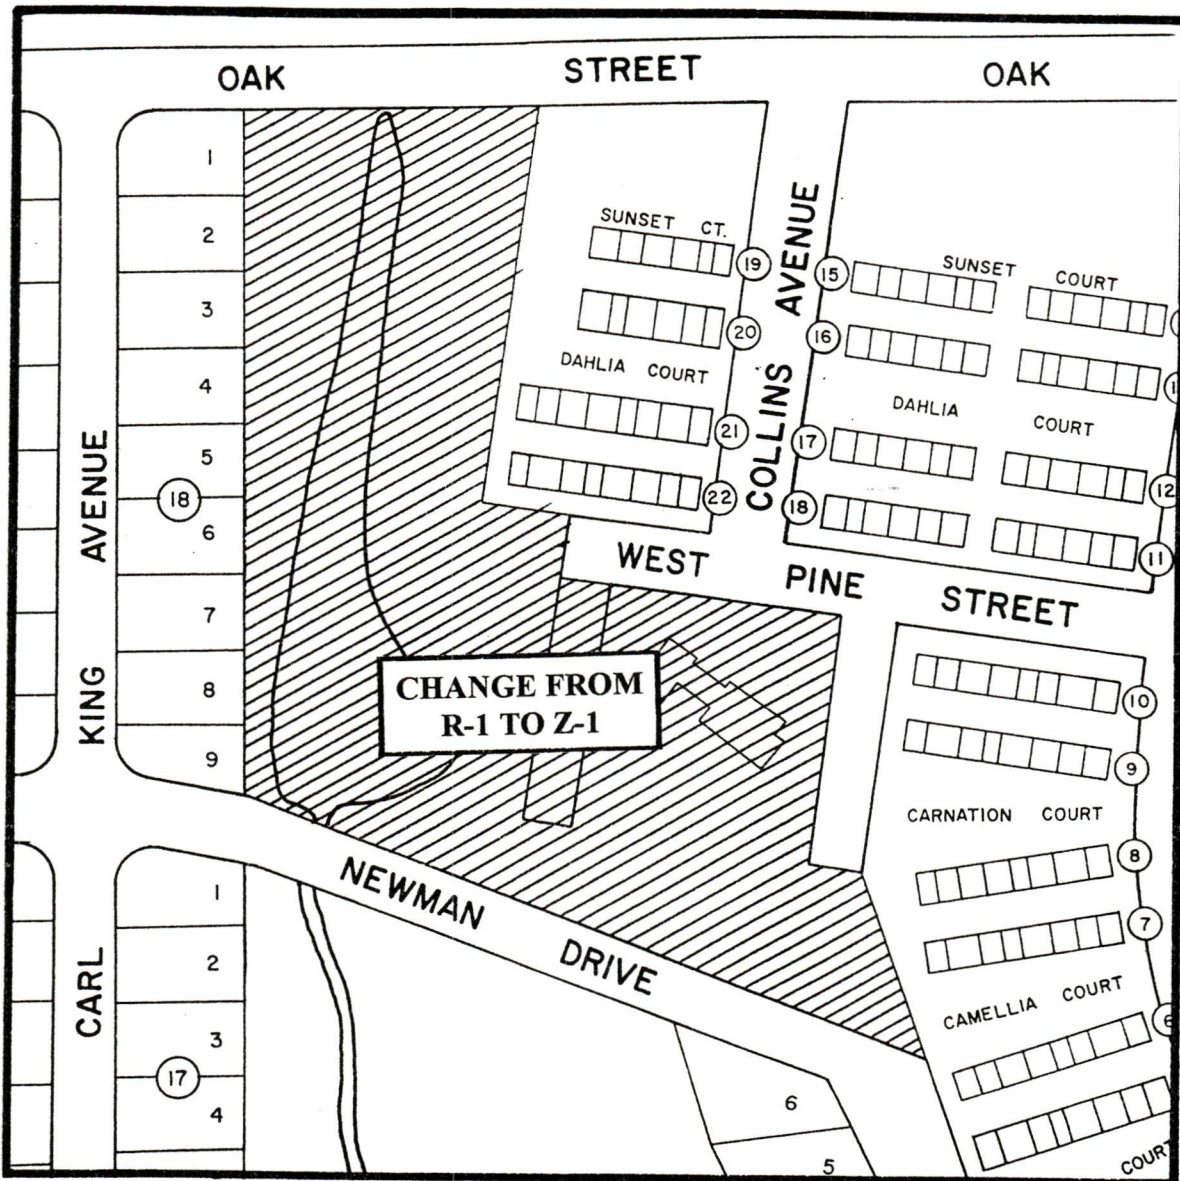 OAK STREET OAK
1
2
3
4
5
18
6
7
8
9
KING AVENUE
SUNSET CT.
19
20
DAHLIA COURT
21
22
COLLINS AVENUE
15
SUNSET COURT
16
DAHLIA COURT
17
12
18
11
WEST PINE STREET
CHANGE FROM
R-1 TO Z-1
10
9
CARNATION COURT
8
7
CAMELLIA COURT
6
COURT
NEWMAN DRIVE
CARL
1
2
3
17
4
6
5